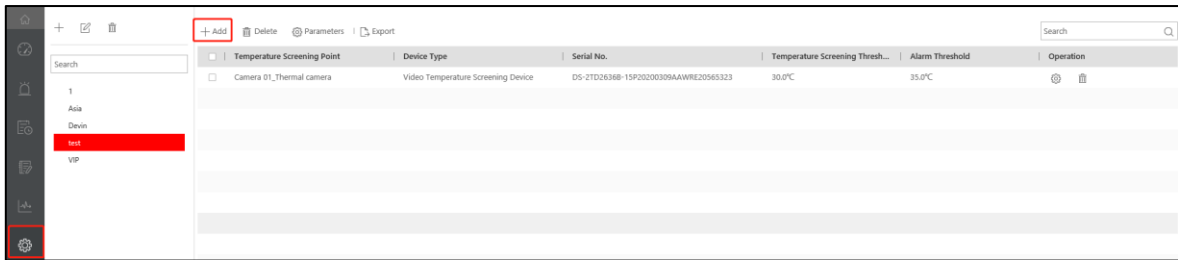 Add Delete Parameters Export Search
Search
1
Asia
Devin
test
VIP
Temperature Screening Point Device Type Serial No. Temperature Screening Thresh... Alarm Threshold Operation
Camera 01_Thermal camera Video Temperature Screening Device DS-2TD2636B-15P20200309AAWRE20565323 30.0℃ 35.0℃